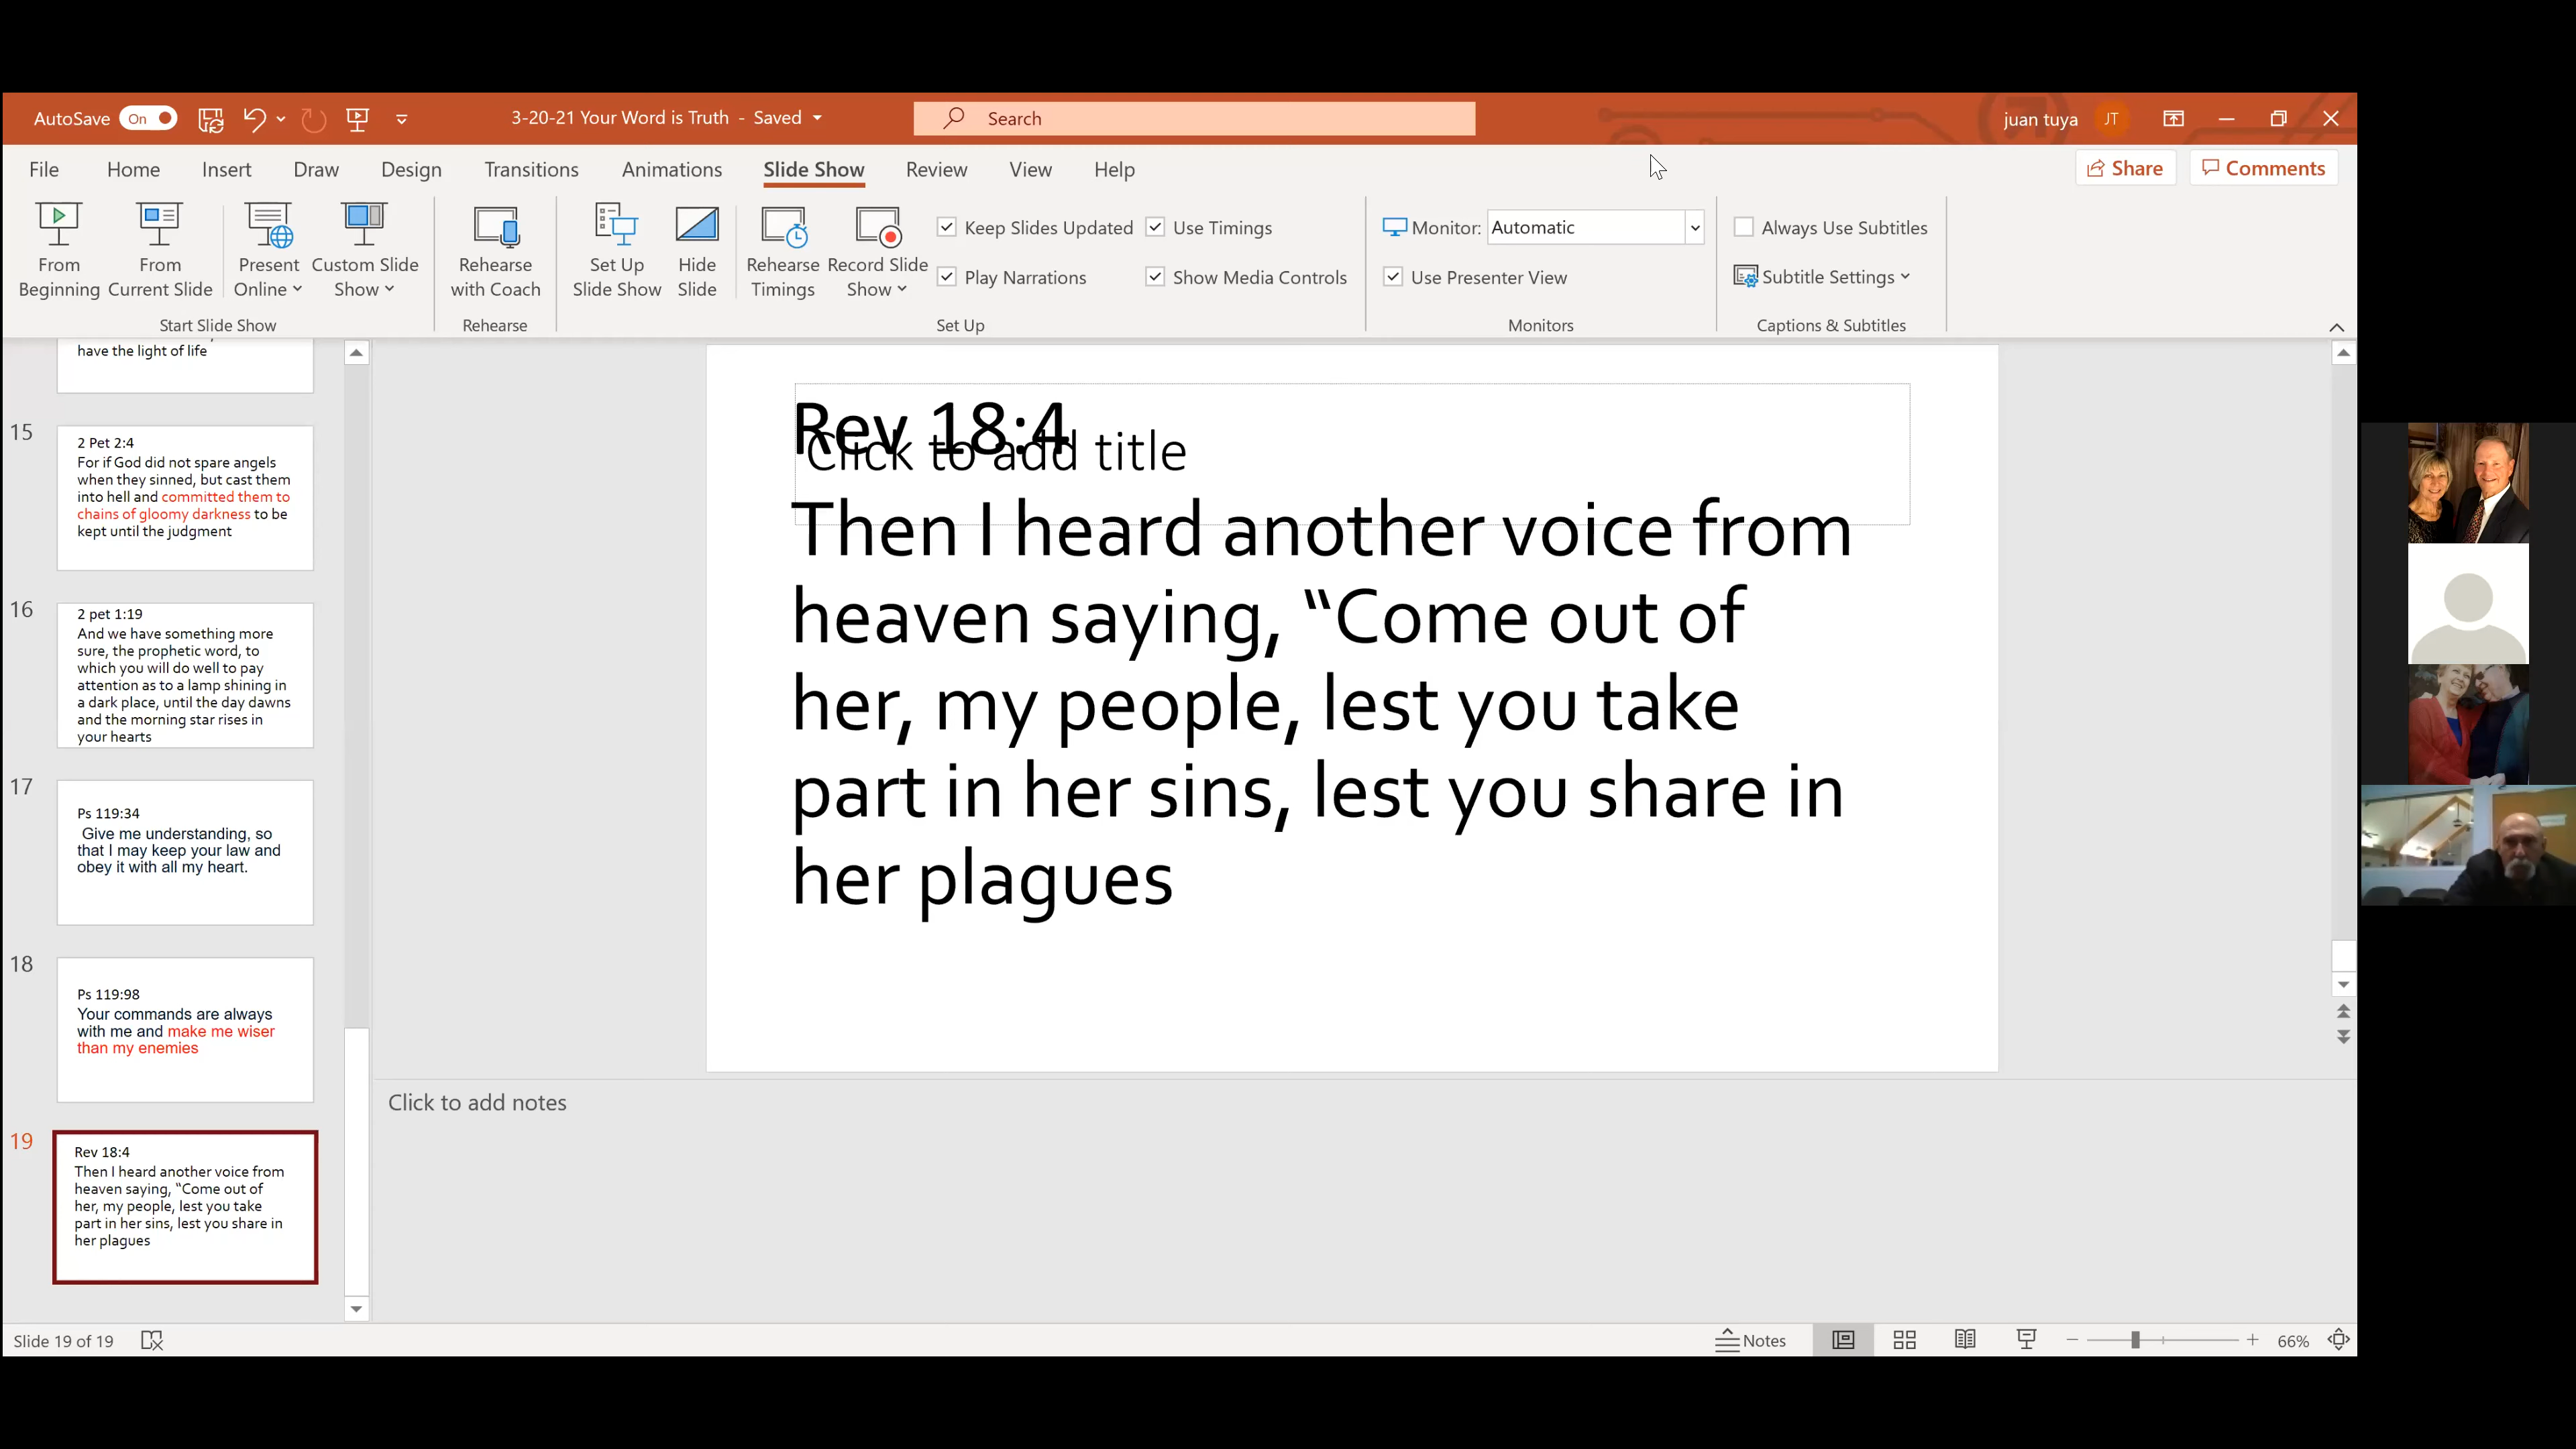 AutoSave On 3-20-21 Your Word is Truth - Saved Search juan tuya JT
File Home Insert Draw Design Transitions Animations Slide Show Review View Help Share Comments
From Beginning
From Current Slide
Present Online
Custom Slide Show
Rehearse with Coach
Set Up Slide Show
Hide Slide
Rehearse Timings
Record Slide Show
Keep Slides Updated
Play Narrations
Use Timings
Show Media Controls
Monitor: Automatic
Use Presenter View
Always Use Subtitles
Subtitle Settings
Start Slide Show
Rehearse
Set Up
Monitors
Captions & Subtitles
have the light of life
15
2 Pet 2:4
For if God did not spare angels
when they sinned, but cast them
into hell and committed them to
chains of gloomy darkness to be
kept until the judgment
16
2 pet 1:19
And we have something more
sure, the prophetic word, to
which you will do well to pay
attention as to a lamp shining in
a dark place, until the day dawns
and the morning star rises in
your hearts
17
Ps 119:34
Give me understanding, so
that I may keep your law and
obey it with all my heart.
18
Ps 119:98
Your commands are always
with me and make me wiser
than my enemies
19
Rev 18:4
Then I heard another voice from
heaven saying, “Come out of
her, my people, lest you take
part in her sins, lest you share in
her plagues
Rev 18:4
Click to add title
Then I heard another voice from
heaven saying, “Come out of
her, my people, lest you take
part in her sins, lest you share in
her plagues
Click to add notes
Slide 19 of 19 Notes 66%